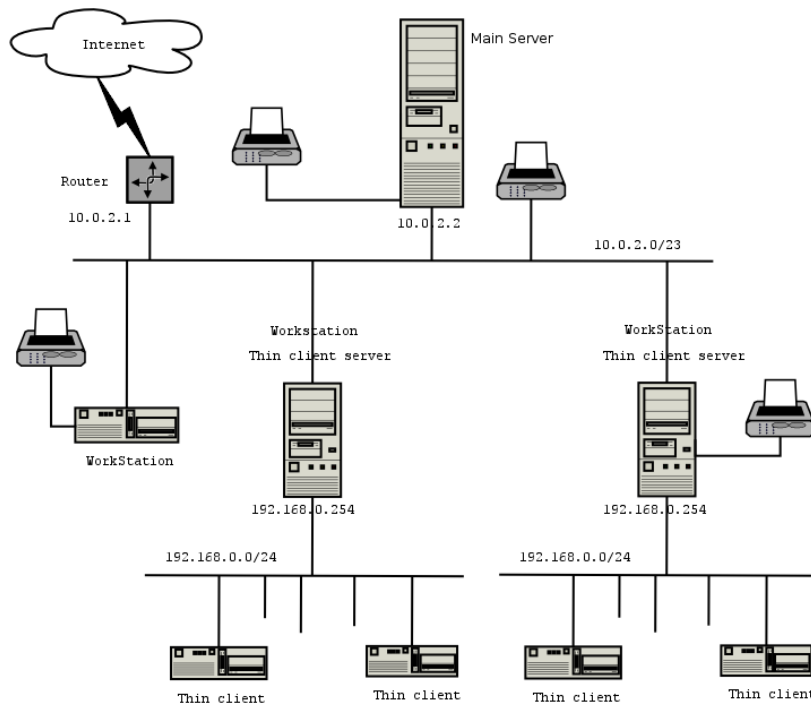 Internet
Main Server
Router
10.0.2.1
10.0.2.2
10.0.2.0/23
Workstation
Thin client server
WorkStation
Thin client server
WorkStation
192.168.0.254
192.168.0.254
192.168.0.0/24
192.168.0.0/24
Thin client
Thin client
Thin client
Thin client